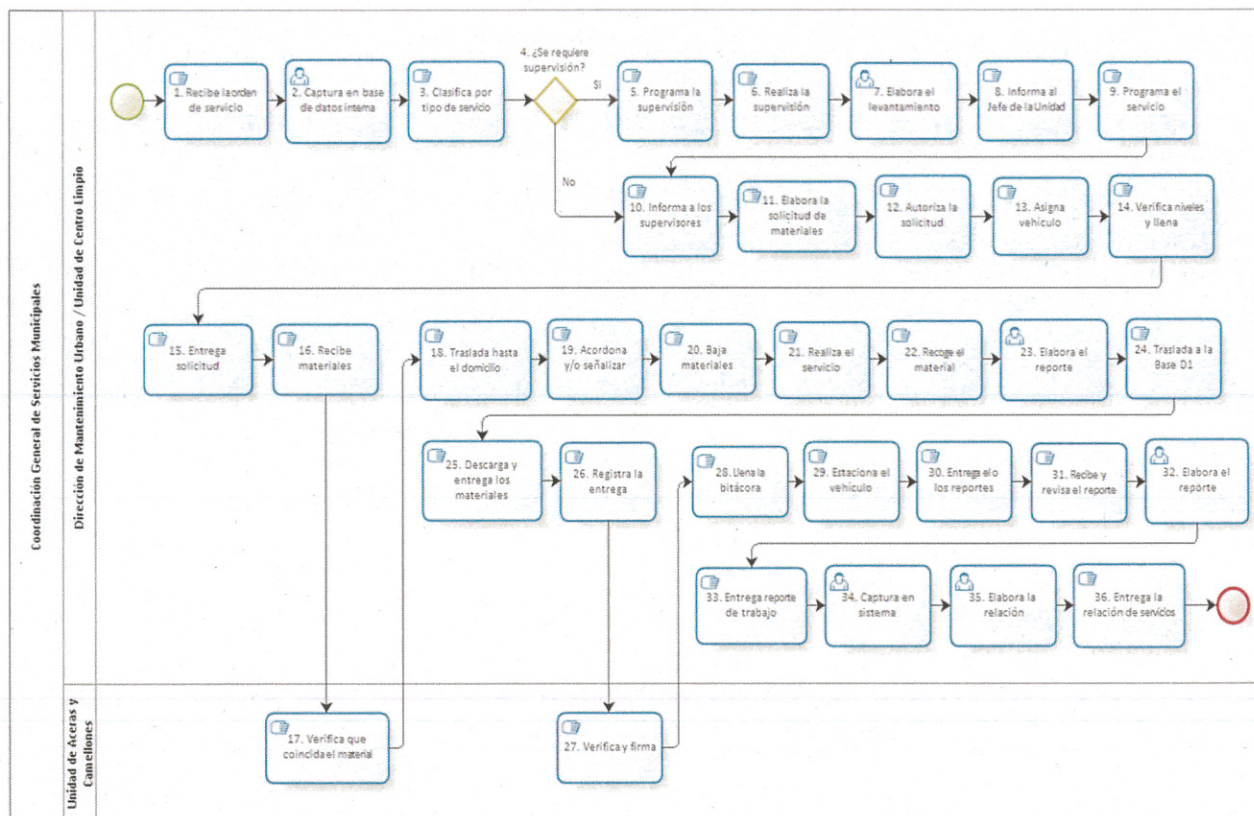 Coordinación General de Servicios Municipales
Dirección de Mantenimiento Urbano / Unidad de Centro Limpio
4. ¿Se requiere
supervisión?
Si
No
1. Recibe laorden
de servicio
2. Captura en base
de datos interna
3. Clasifica por
tipo de servicio
5. Programa la
supervisión
6. Realiza la
supervisión
7. Elabora el
levantamiento
8. Informa al
Jefe de la Unidad
9. Programa el
servicio
10. Informa a los
supervisores
11. Elabora la
solicitud de
materiales
12. Autoriza la
solicitud
13. Asigna
vehículo
14. Verifica niveles
y llena
15. Entrega
solicitud
16. Recibe
materiales
18. Traslada hasta
el domicilio
19. Acordona
y/o señalizar
20. Baja
materiales
21. Realiza el
servicio
22. Recoge el
material
23. Elabora el
reporte
24. Traslada a la
Base D1
25. Descarga y
entrega los
materiales
26. Registra la
entrega
28. Llena la
bitácora
29. Estaciona el
vehículo
30. Entrega el o
los reportes
31. Recibe y
revisa el reporte
32. Elabora el
reporte
33. Entrega reporte
de trabajo
34. Captura en
sistema
35. Elabora la
relación
36. Entrega la
relación de servicios
Unidad de Aceras y
Camellones
17. Verifica que
coincida el material
27. Verifica y firma